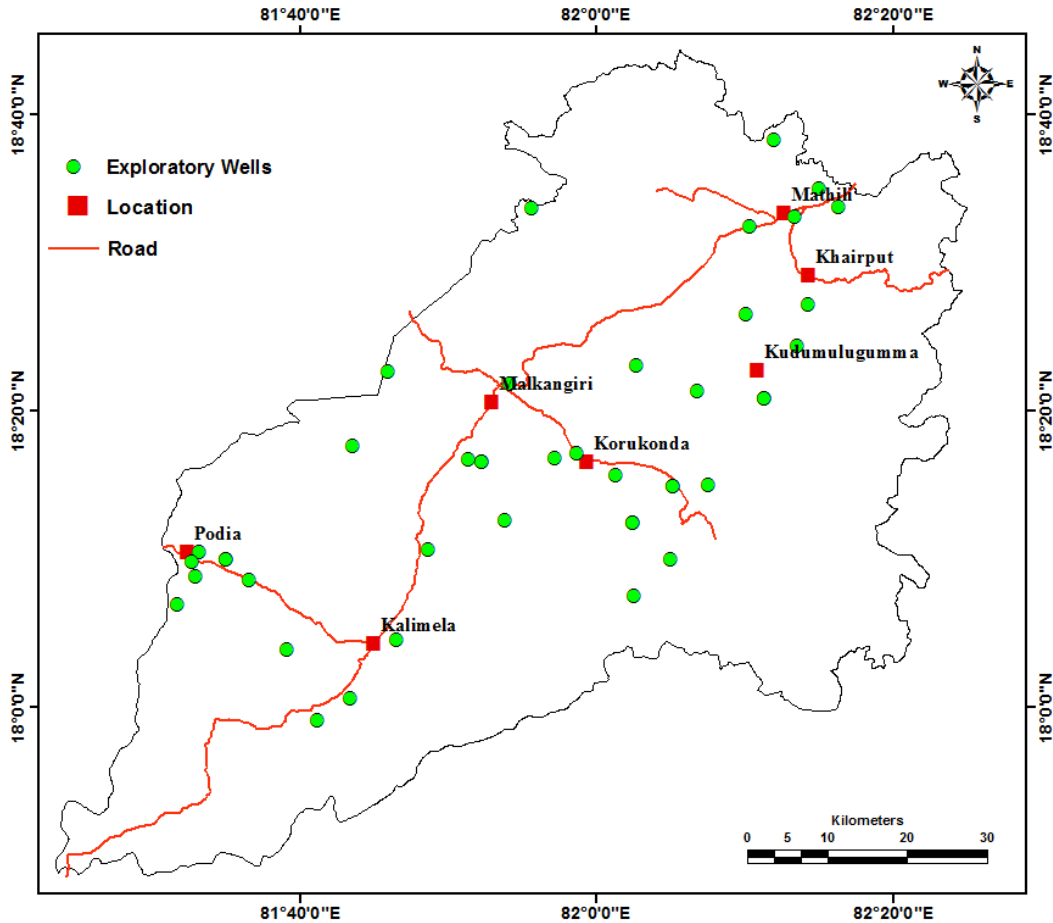 81°40'0"E 82°0'0"E 82°20'0"E
N
W E
S
18°40'0"N 18°40'0"N
Exploratory Wells
Location
Road
Mathili
Khairput
Kudumulugumma
Malkangiri
18°20'0"N 18°20'0"N
Korukonda
Podia
Kalimela
18°0'0"N 18°0'0"N
Kilometers
0 5 10 20 30
81°40'0"E 82°0'0"E 82°20'0"E